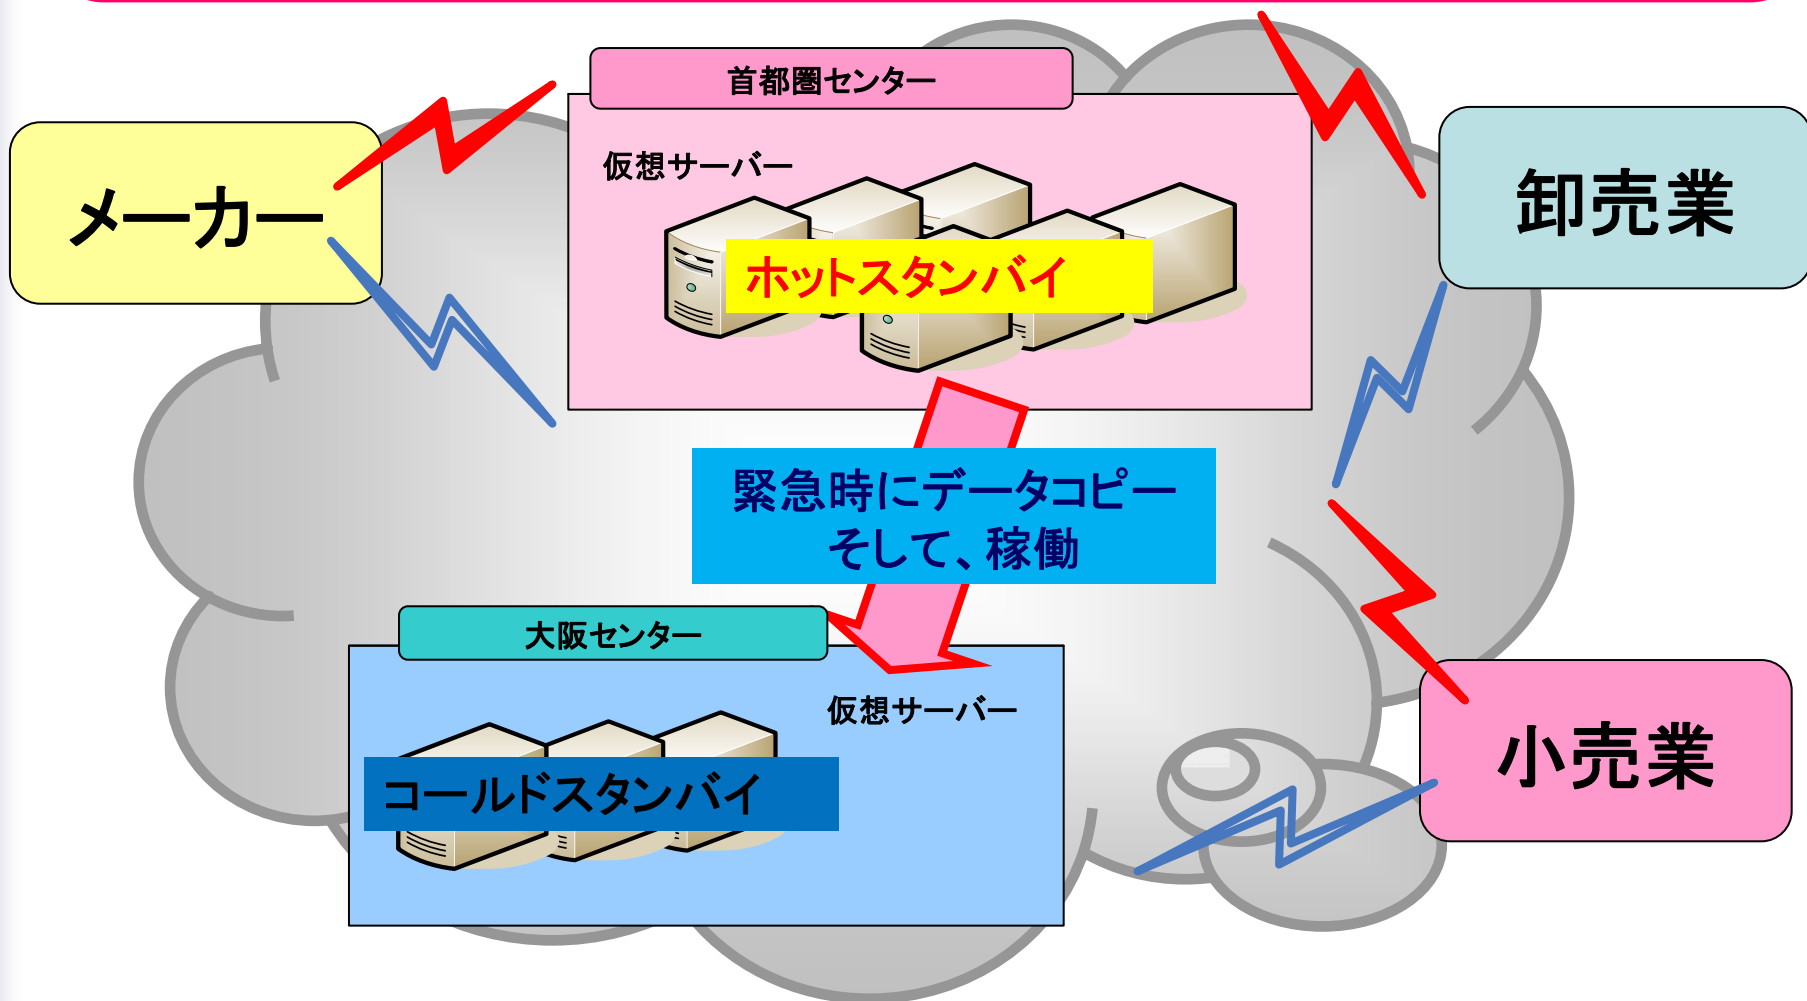 首都圏センター
メーカー
仮想サーバー
卸売業
ホットスタンバイ
緊急時にデータコピー
そして、稼働
大阪センター
仮想サーバー
小売業
コールドスタンバイ